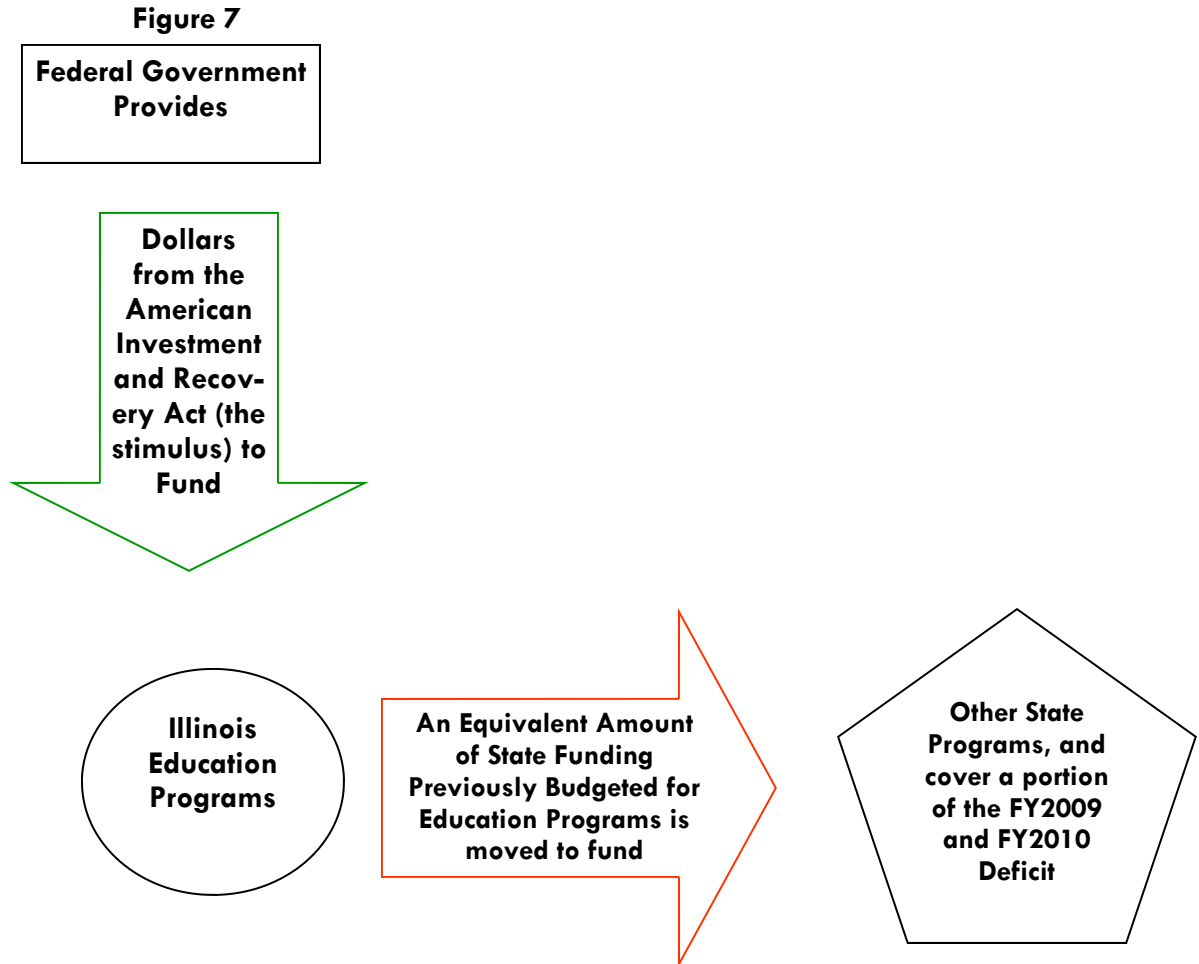 Figure 7
Federal Government
Provides
Dollars
from the
American
Investment
and Recov-
ery Act (the
stimulus) to
Fund
Illinois
Education
Programs
An Equivalent Amount
of State Funding
Previously Budgeted for
Education Programs is
moved to fund
Other State
Programs, and
cover a portion
of the FY2009
and FY2010
Deficit